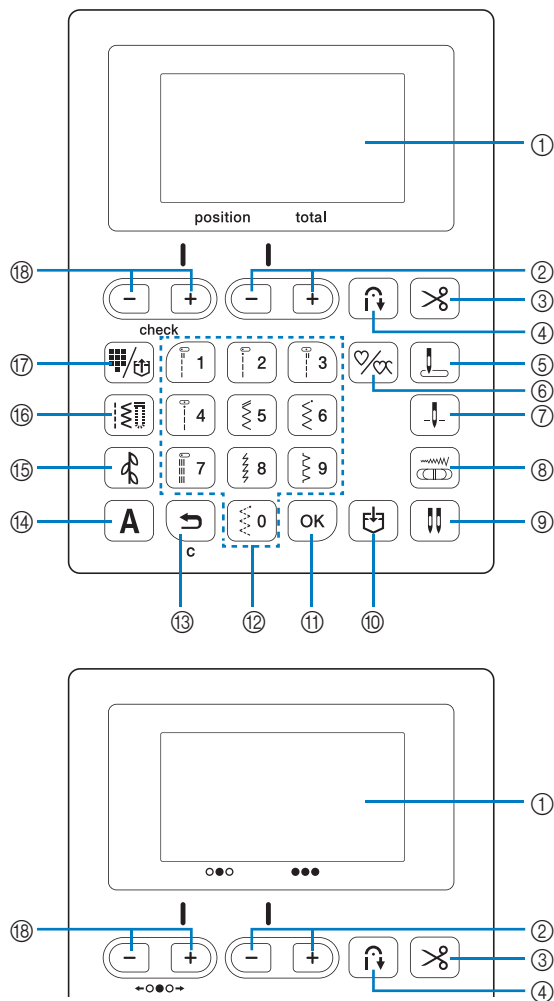 ①
position total
⑱ − + − + ② ③
④
check
⑰ 1 2 3 ⑤
⑥
⑯ 4 5 6 ⑦
⑮ 7 8 9 ⑧
⑭ A 0 OK ⑨
c
⑬ ⑫ ⑪ ⑩
①
⑱ − + − + ② ③
④